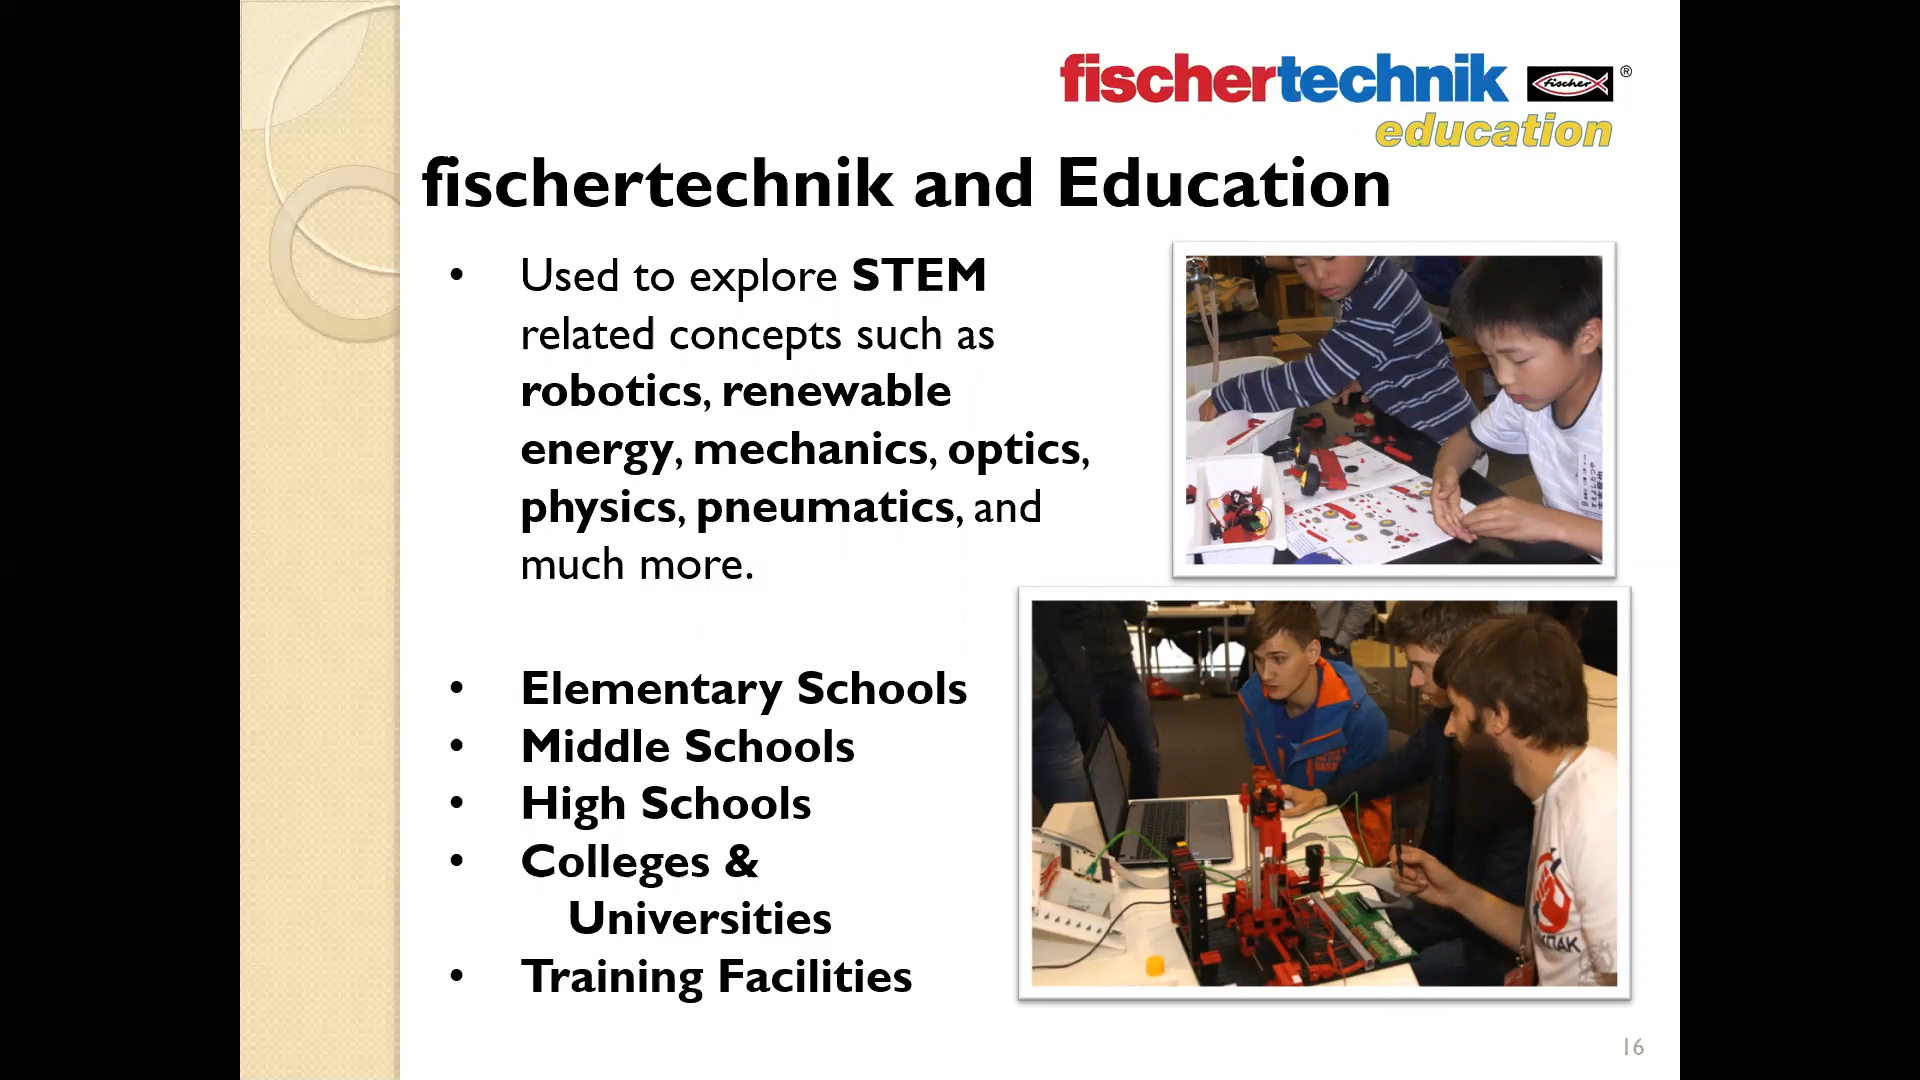 fischertechnik fischer ®
education
fischertechnik and Education
• Used to explore STEM
related concepts such as
robotics, renewable
energy, mechanics, optics,
physics, pneumatics, and
much more.
• Elementary Schools
• Middle Schools
• High Schools
• Colleges &
Universities
• Training Facilities
16